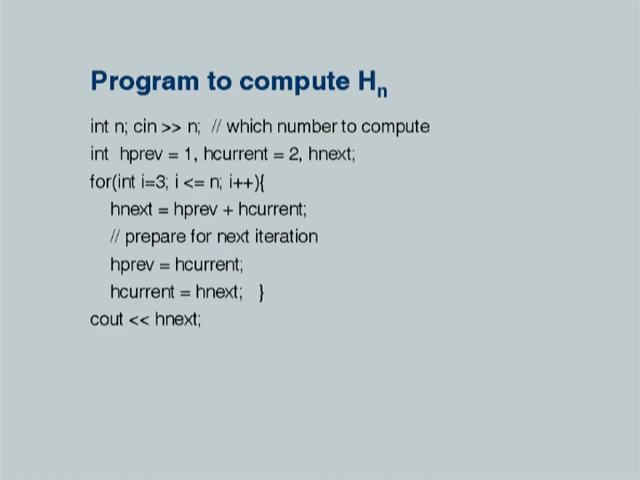 Program to compute Hn
int n; cin >> n;  // which number to compute
int  hprev = 1, hcurrent = 2, hnext;
for(int i=3; i <= n; i++){
hnext = hprev + hcurrent;
// prepare for next iteration
hprev = hcurrent;
hcurrent = hnext;   }
cout << hnext;